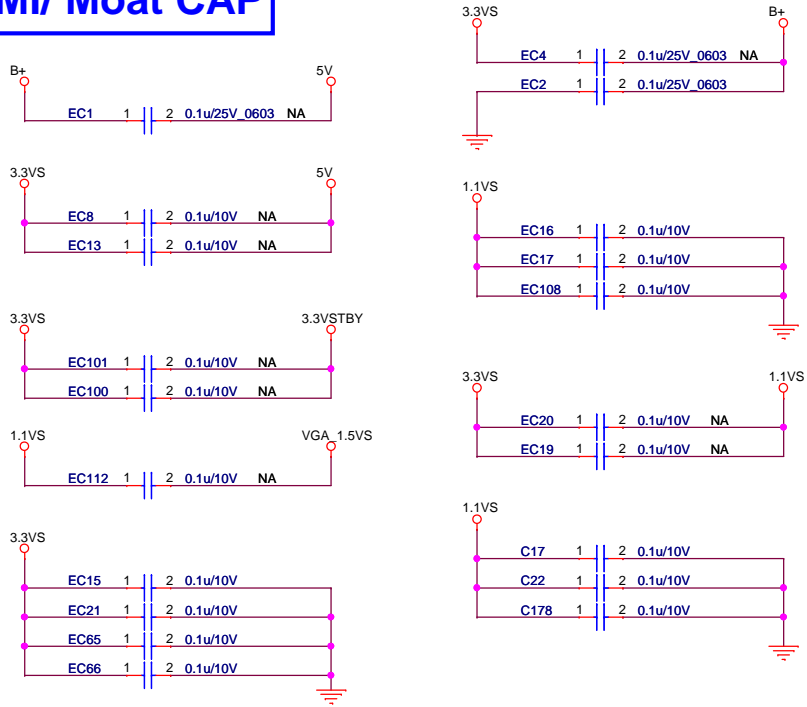 MI/ Moat CAP
B+ 5V
EC1 1 2 0.1u/25V_0603 NA
3.3VS 5V
EC8 1 2 0.1u/10V NA
EC13 1 2 0.1u/10V NA
3.3VS 3.3VSTBY
EC101 1 2 0.1u/10V NA
EC100 1 2 0.1u/10V NA
1.1VS VGA_1.5VS
EC112 1 2 0.1u/10V NA
3.3VS
EC15 1 2 0.1u/10V
EC21 1 2 0.1u/10V
EC65 1 2 0.1u/10V
EC66 1 2 0.1u/10V
3.3VS B+
EC4 1 2 0.1u/25V_0603 NA
EC2 1 2 0.1u/25V_0603
1.1VS
EC16 1 2 0.1u/10V
EC17 1 2 0.1u/10V
EC108 1 2 0.1u/10V
3.3VS 1.1VS
EC20 1 2 0.1u/10V NA
EC19 1 2 0.1u/10V NA
1.1VS
C17 1 2 0.1u/10V
C22 1 2 0.1u/10V
C178 1 2 0.1u/10V